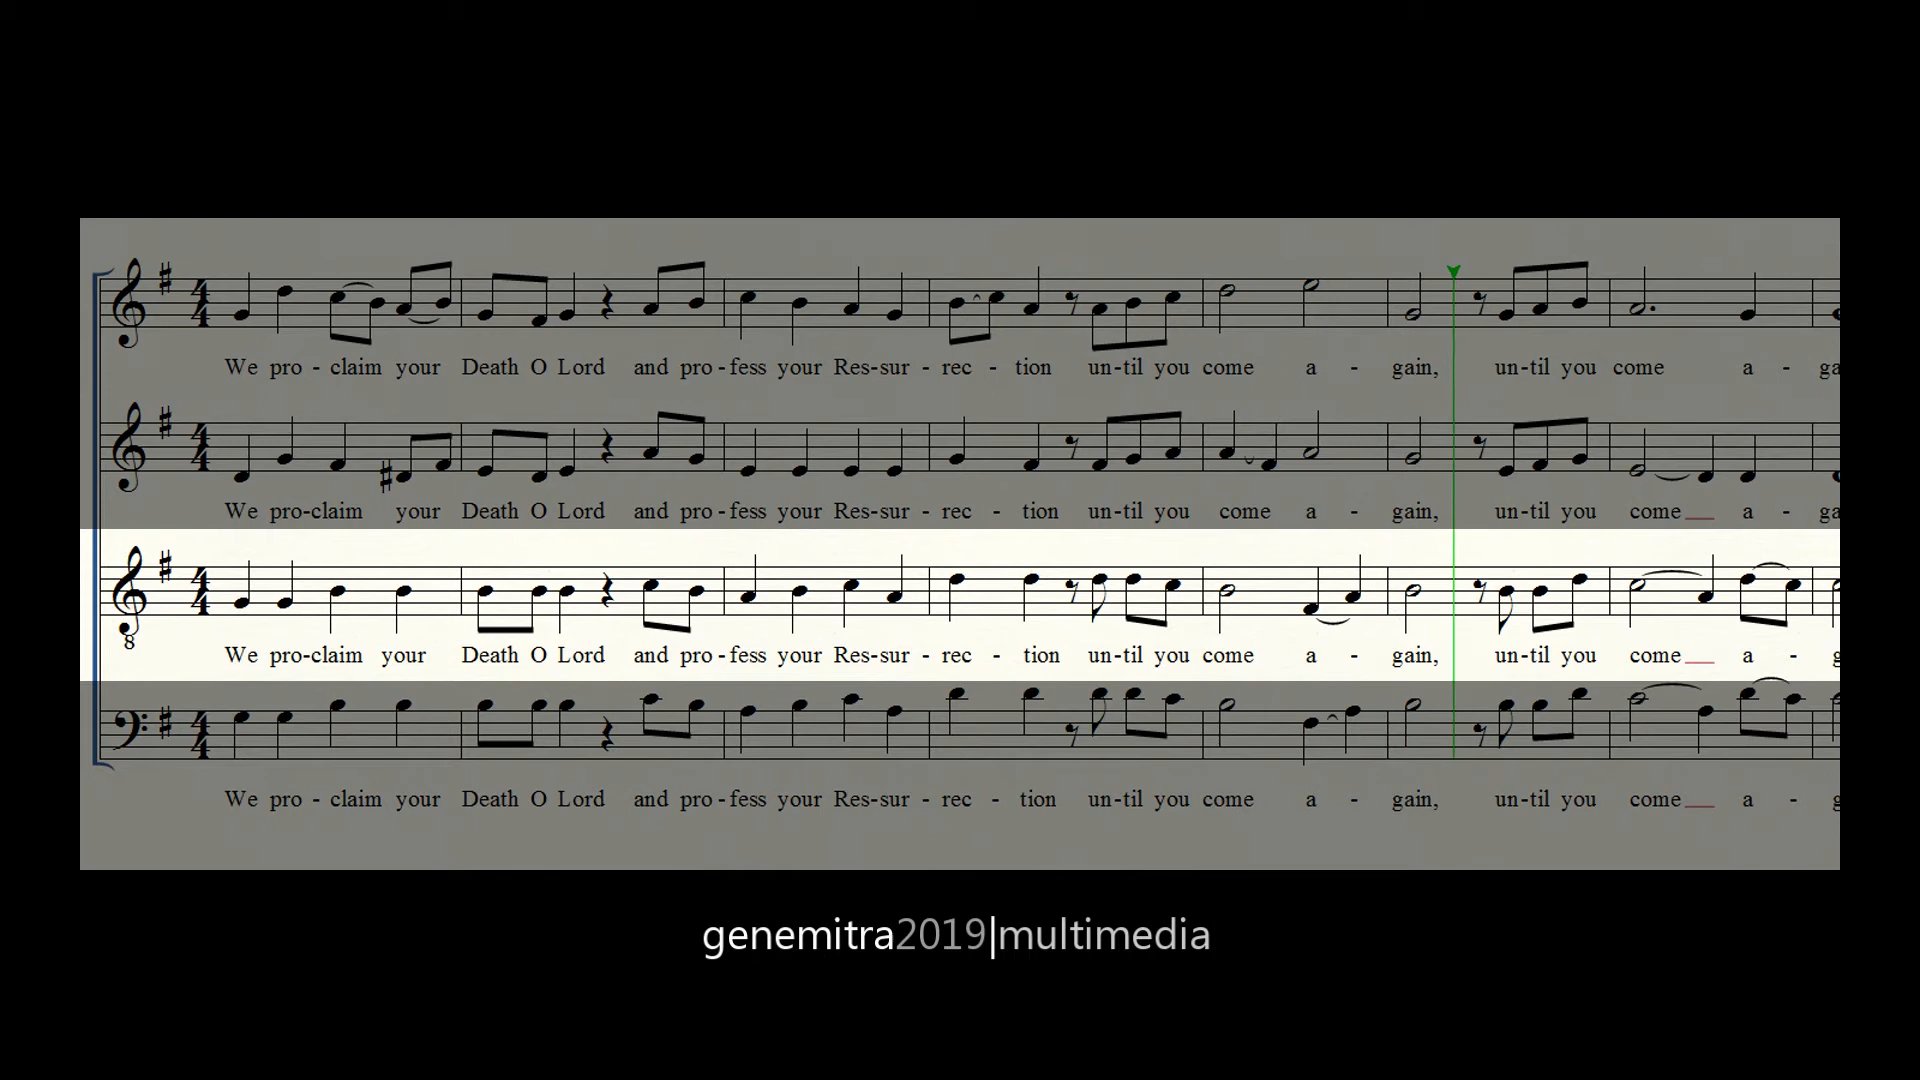 We pro - claim your Death O Lord and pro - fess your Res - sur - rec - tion un - til you come a - gain, un - til you come a - ga
We pro - claim your Death O Lord and pro - fess your Res - sur - rec - tion un - til you come a - gain, un - til you come__ a - ga
8
We pro - claim your Death O Lord and pro - fess your Res - sur - rec - tion un - til you come a - gain, un - til you come__ a - g
We pro - claim your Death O Lord and pro - fess your Res - sur - rec - tion un - til you come a - gain, un - til you come__ a - g
genemitra2019|multimedia